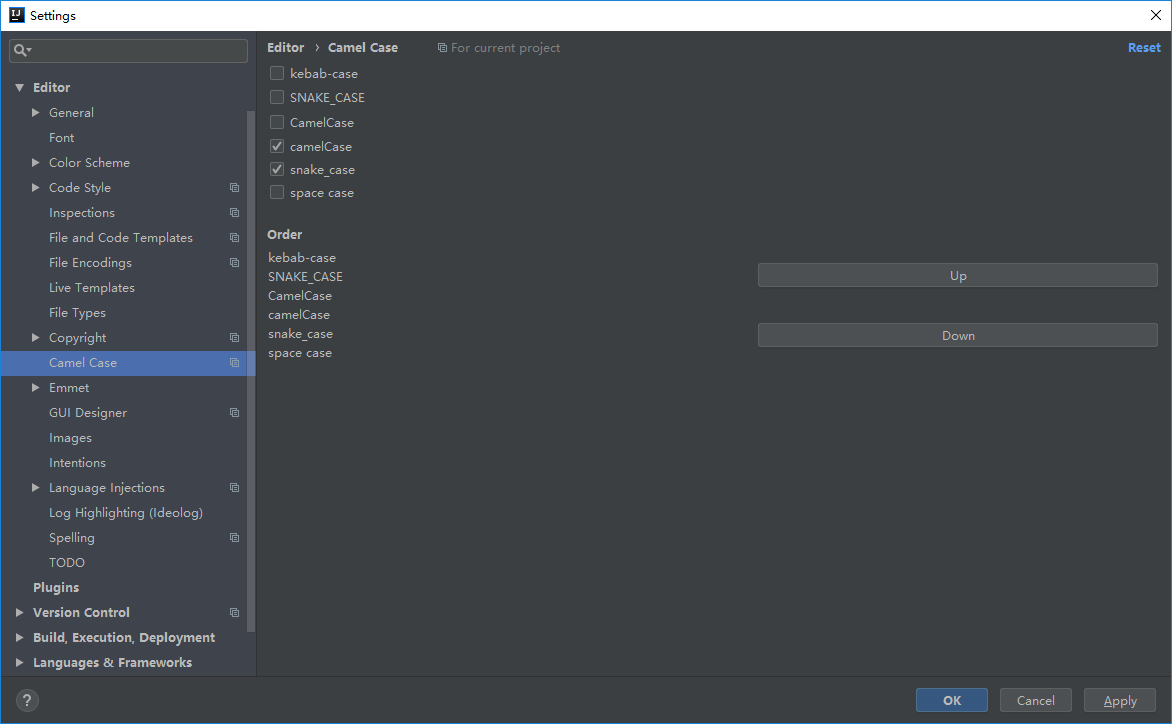 IJ Settings
Editor › Camel Case For current project Reset
Editor
General
Font
Color Scheme
Code Style
Inspections
File and Code Templates
File Encodings
Live Templates
File Types
Copyright
Camel Case
Emmet
GUI Designer
Images
Intentions
Language Injections
Log Highlighting (Ideolog)
Spelling
TODO
Plugins
Version Control
Build, Execution, Deployment
Languages & Frameworks
kebab-case
SNAKE_CASE
CamelCase
camelCase
snake_case
space case
Order
kebab-case
SNAKE_CASE
CamelCase
camelCase
snake_case
space case
Up
Down
?
OK Cancel Apply